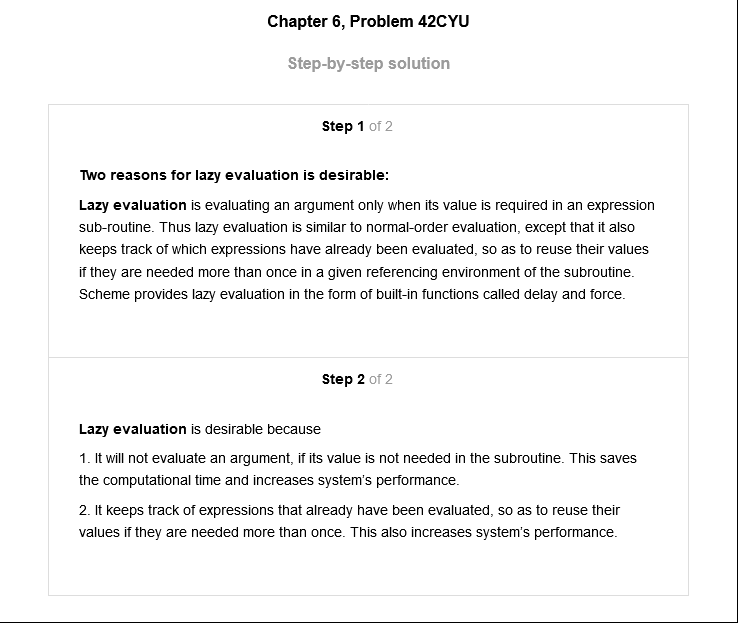 Chapter 6, Problem 42CYU
Step-by-step solution
Step 1 of 2
Two reasons for lazy evaluation is desirable:
Lazy evaluation is evaluating an argument only when its value is required in an expression
sub-routine. Thus lazy evaluation is similar to normal-order evaluation, except that it also
keeps track of which expressions have already been evaluated, so as to reuse their values
if they are needed more than once in a given referencing environment of the subroutine.
Scheme provides lazy evaluation in the form of built-in functions called delay and force.
Step 2 of 2
Lazy evaluation is desirable because
1. It will not evaluate an argument, if its value is not needed in the subroutine. This saves
the computational time and increases system's performance.
2. It keeps track of expressions that already have been evaluated, so as to reuse their
values if they are needed more than once. This also increases system's performance.